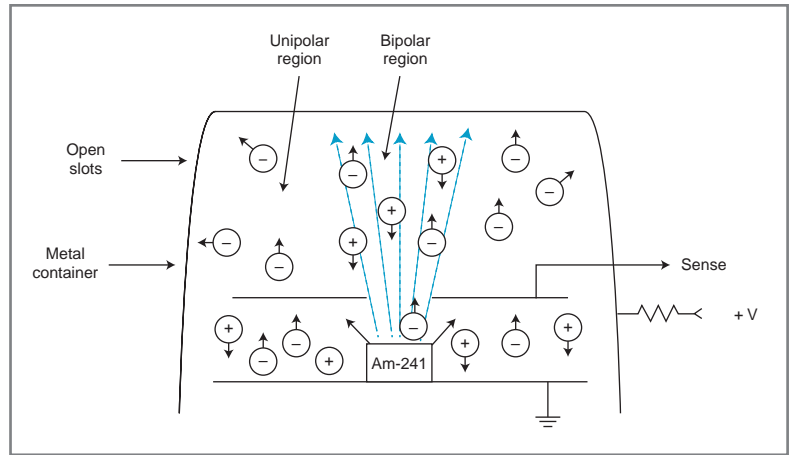 Unipolar
region
Bipolar
region
Open
slots
Metal
container
Sense
+ V
Am-241
− − + − − + − − + − − − − + − + − − +